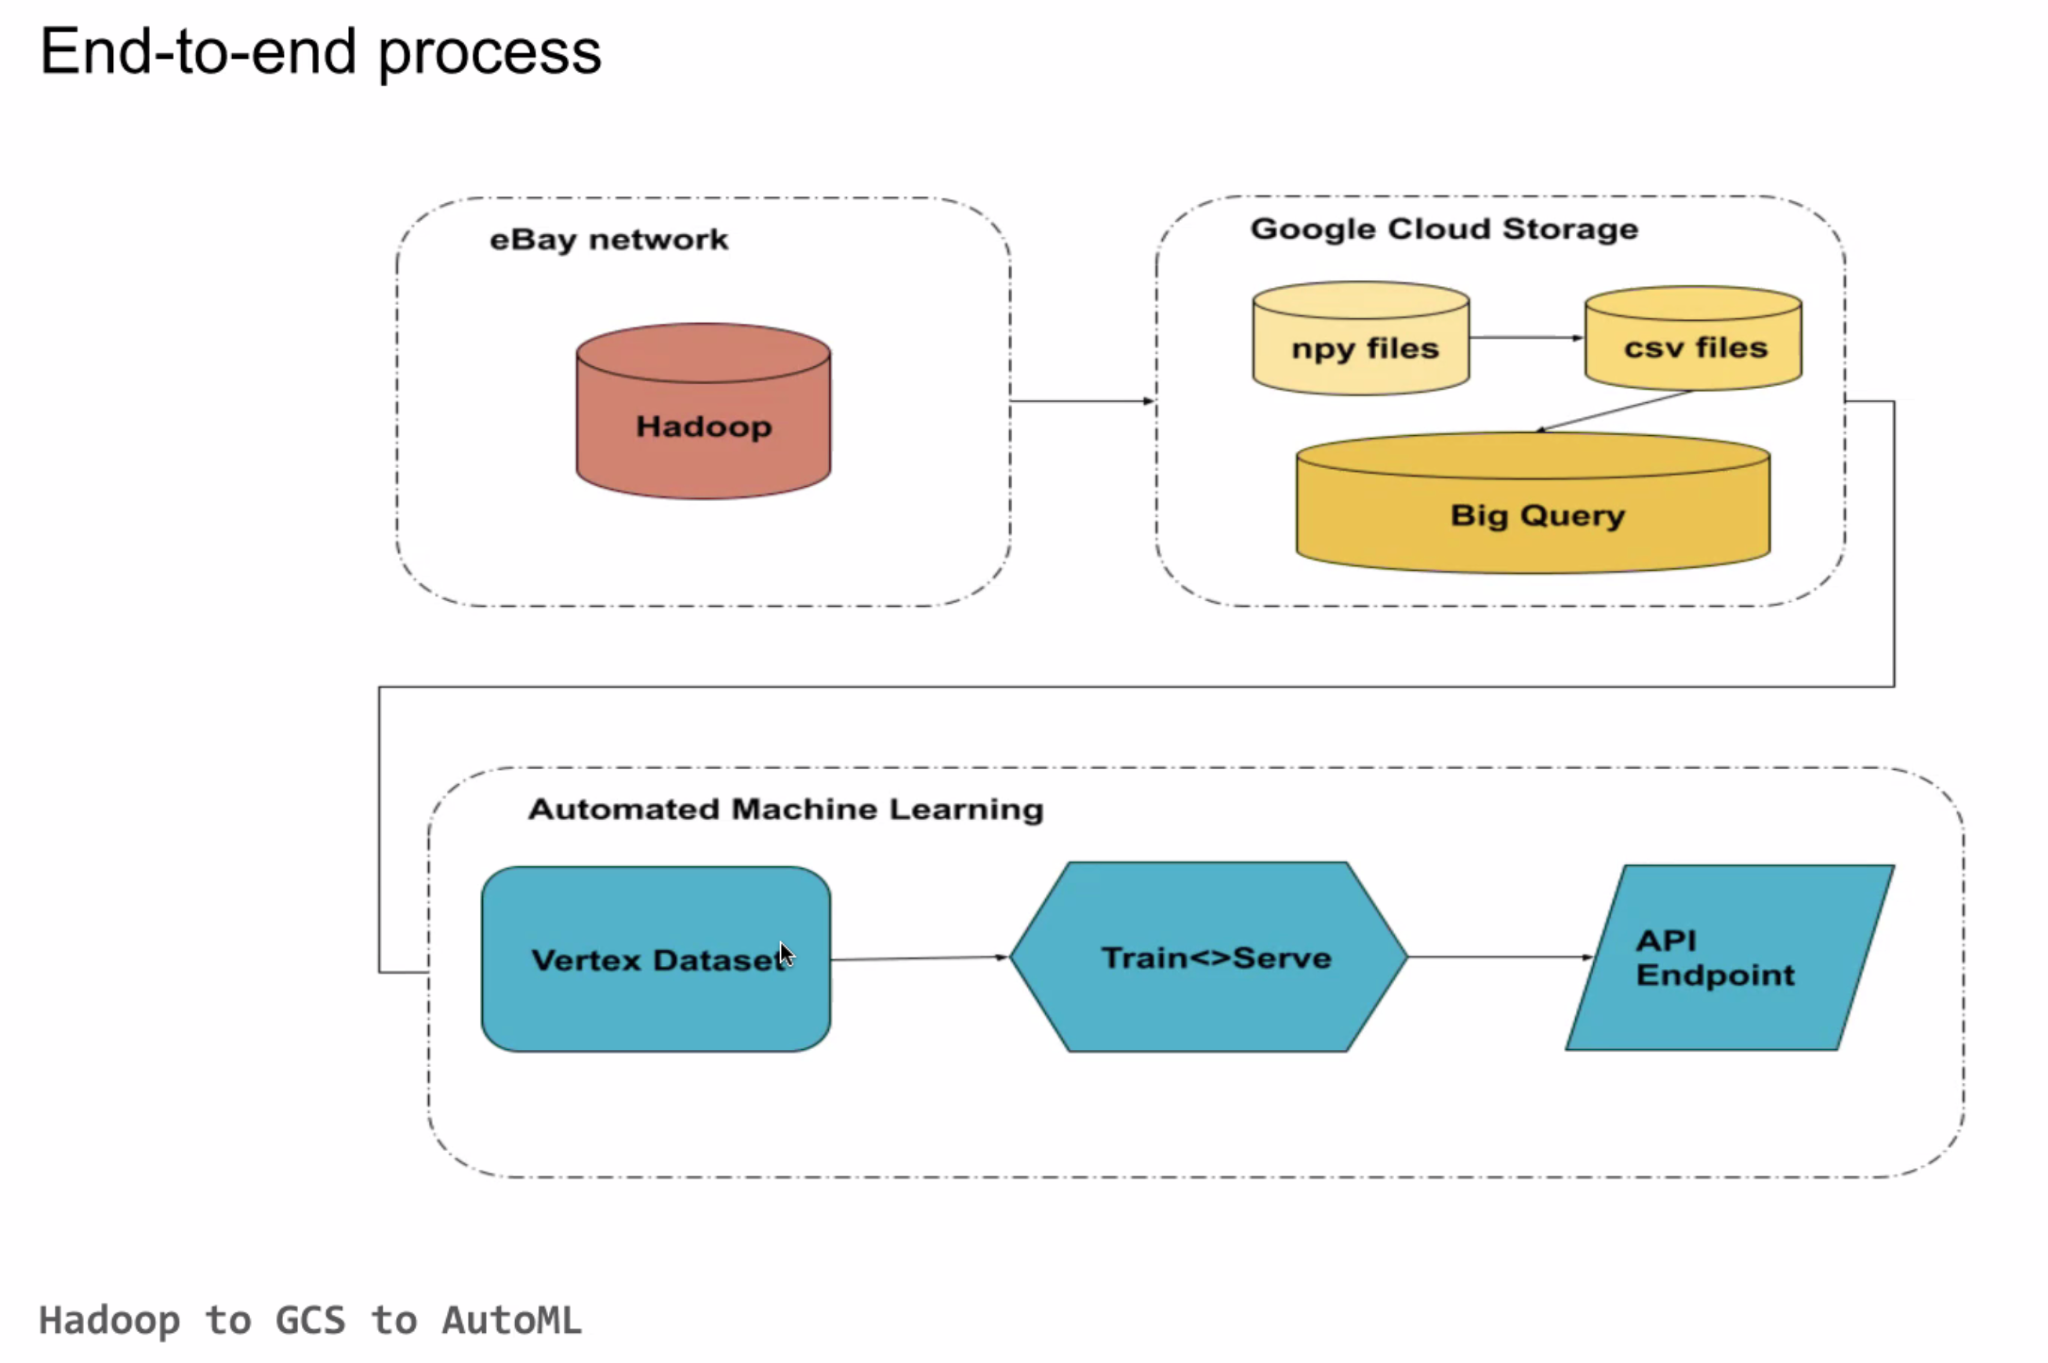 End-to-end process
eBay network
Hadoop
Google Cloud Storage
npy files
csv files
Big Query
Automated Machine Learning
Vertex Dataset
Train<>Serve
API
Endpoint
Hadoop to GCS to AutoML